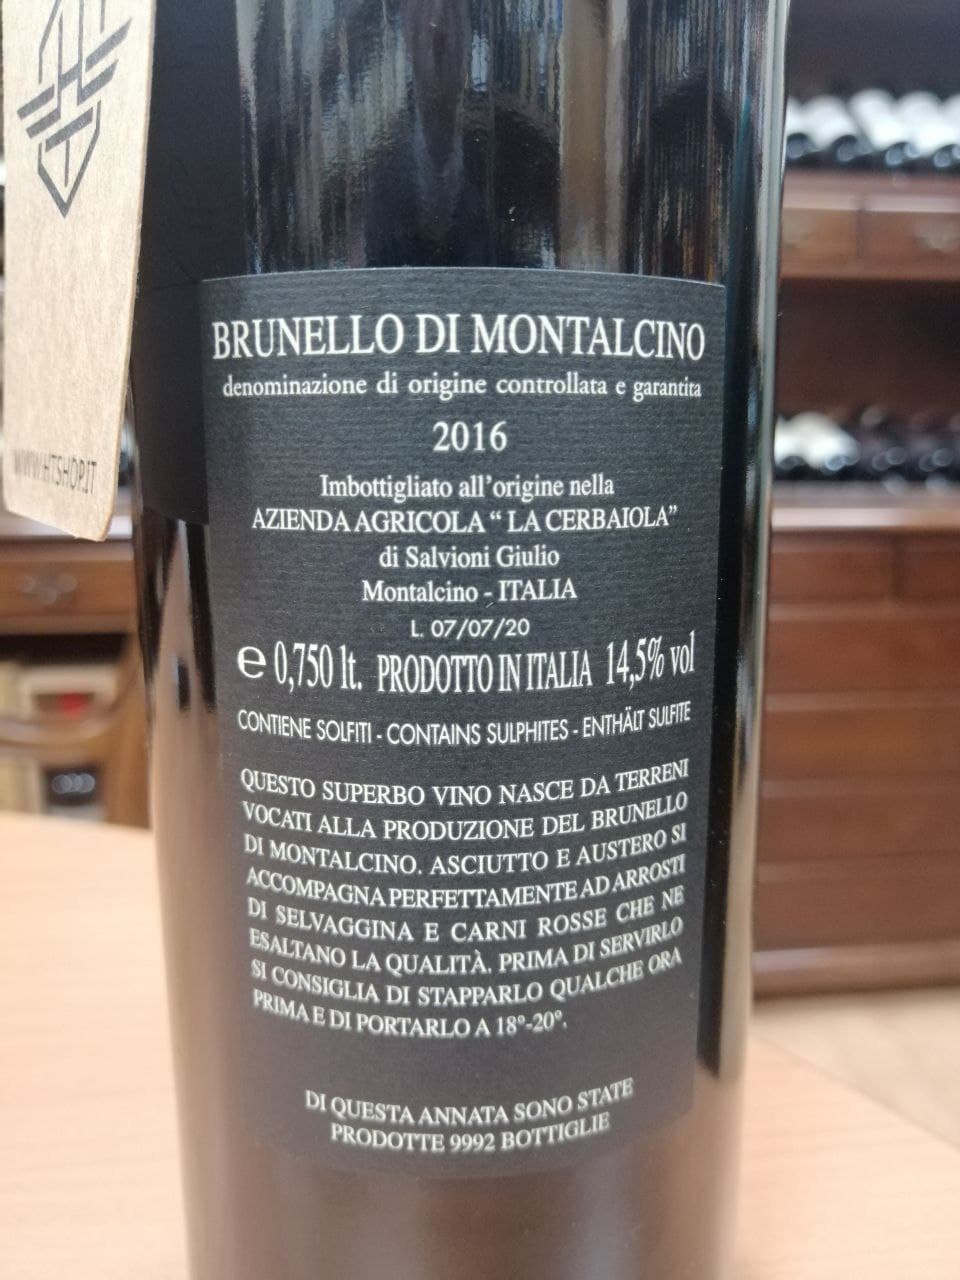 WWW.HTSHOP.IT
BRUNELLO DI MONTALCINO
denominazione di origine controllata e garantita
2016
Imbottigliato all'origine nella
AZIENDA AGRICOLA “ LA CERBAIOLA”
di Salvioni Giulio
Montalcino - ITALIA
L. 07/07/20
e 0,750 lt. PRODOTTO IN ITALIA 14,5% vol
CONTIENE SOLFITI - CONTAINS SULPHITES - ENTHÄLT SULFITE
QUESTO SUPERBO VINO NASCE DA TERRENI
VOCATI ALLA PRODUZIONE DEL BRUNELLO
DI MONTALCINO. ASCIUTTO E AUSTERO SI
ACCOMPAGNA PERFETTAMENTE AD ARROSTI
DI SELVAGGINA E CARNI ROSSE CHE NE
ESALTANO LA QUALITÀ. PRIMA DI SERVIRLO
SI CONSIGLIA DI STAPPARLO QUALCHE ORA
PRIMA E DI PORTARLO A 18°-20°.
DI QUESTA ANNATA SONO STATE
PRODOTTE 9992 BOTTIGLIE